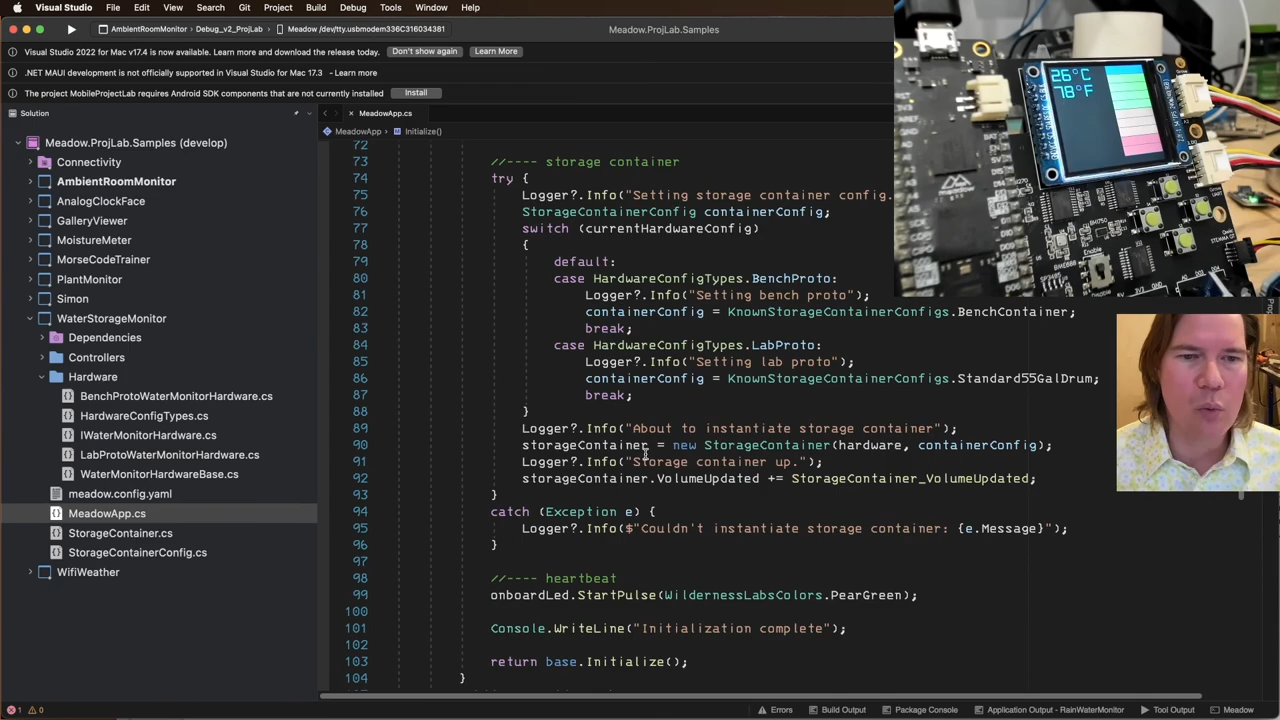 Visual Studio File Edit View Search Git Project Build Debug Tools Window Help
AmbientRoomMonitor Debug_v2_ProjLab Meadow /dev/tty.usbmodem336C316034381 Meadow.ProjLab.Samples
Visual Studio 2022 for Mac v17.4 is now available. Learn more and download the release today. Don't show again Learn More
.NET MAUI development is not officially supported in Visual Studio for Mac 17.3 - Learn more
The project MobileProjectLab requires Android SDK components that are not currently installed Install
Solution
MeadowApp.cs
MeadowApp Initialize()
Meadow.ProjLab.Samples (develop)
Connectivity
AmbientRoomMonitor
AnalogClockFace
GalleryViewer
MoistureMeter
MorseCodeTrainer
PlantMonitor
Simon
WaterStorageMonitor
Dependencies
Controllers
Hardware
BenchProtoWaterMonitorHardware.cs
HardwareConfigTypes.cs
IWaterMonitorHardware.cs
LabProtoWaterMonitorHardware.cs
WaterMonitorHardwareBase.cs
meadow.config.yaml
MeadowApp.cs
StorageContainer.cs
StorageContainerConfig.cs
WifiWeather
72
73 //---- storage container
74 try {
75 Logger?.Info("Setting storage container config.
76 StorageContainerConfig containerConfig;
77 switch (currentHardwareConfig)
78 {
79 default:
80 case HardwareConfigTypes.BenchProto:
81 Logger?.Info("Setting bench proto");
82 containerConfig = KnownStorageContainerConfigs.BenchContainer;
83 break;
84 case HardwareConfigTypes.LabProto:
85 Logger?.Info("Setting lab proto");
86 containerConfig = KnownStorageContainerConfigs.Standard55GalDrum;
87 break;
88 }
89 Logger?.Info("About to instantiate storage container");
90 storageContainer = new StorageContainer(hardware, containerConfig);
91 Logger?.Info("Storage container up.");
92 storageContainer.VolumeUpdated += StorageContainer_VolumeUpdated;
93 }
94 catch (Exception e) {
95 Logger?.Info($"Couldn't instantiate storage container: {e.Message}");
96 }
97
98 //---- heartbeat
99 onboardLed.StartPulse(WildernessLabsColors.PearGreen);
100
101 Console.WriteLine("Initialization complete");
102
103 return base.Initialize();
104 }
26°C
78°F
meadow
BMI750
BME688
SP3485
Enable
1 0 Errors Build Output Package Console Application Output - RainWaterMonitor Tool Output Meadow